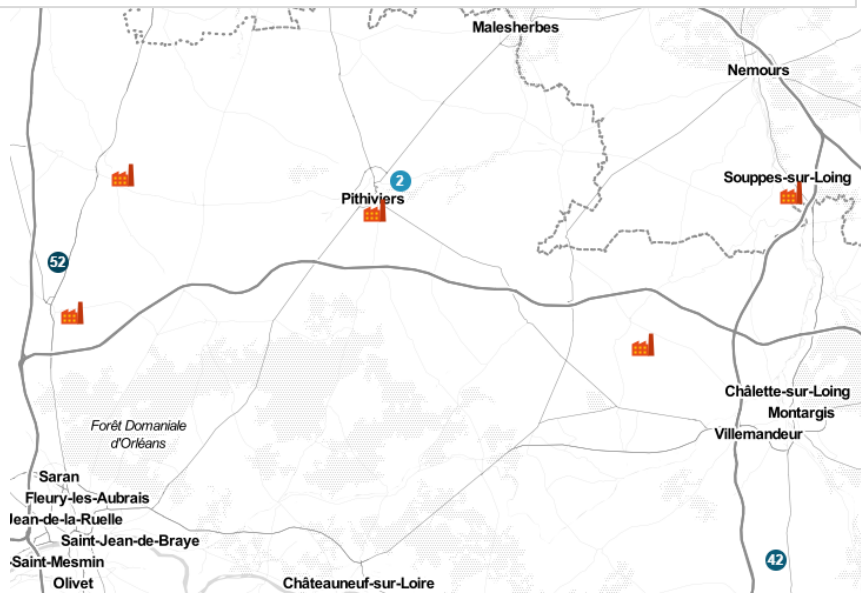 Malesherbes
Nemours
Souppes-sur-Loing
2
Pithiviers
52
Châlette-sur-Loing
Montargis
Villemandeur
Forêt Domaniale
d'Orléans
Saran
Fleury-les-Aubrais
Jean-de-la-Ruelle
Saint-Jean-de-Braye
-Saint-Mesmin
Olivet
Châteauneuf-sur-Loire
42